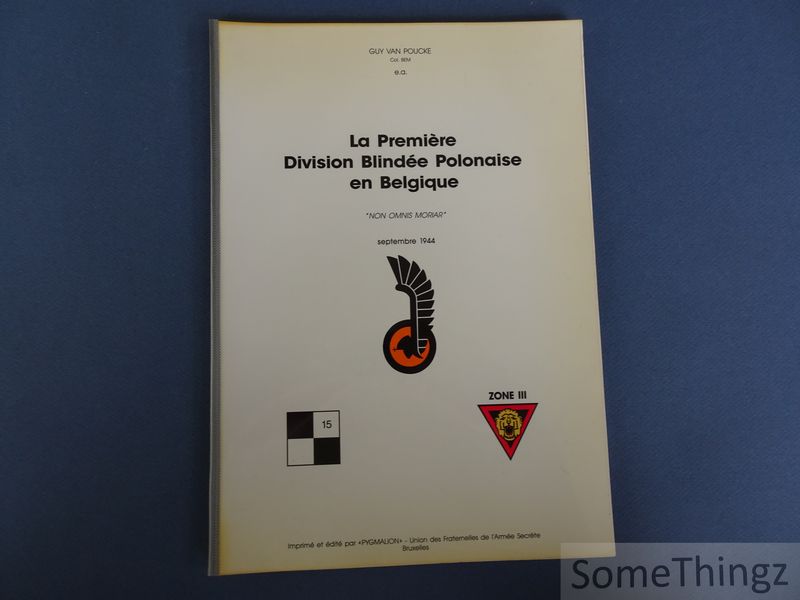 GUY VAN POUCKE
Col. BEM
e.a.
La Première
Division Blindée Polonaise
en Belgique
"NON OMNIS MORIAR"
septembre 1944
ZONE III
15
Imprimé et édité par «PYGMALION» - Union des Fraternelles de l'Armée Secrète
Bruxelles
SomeThingz